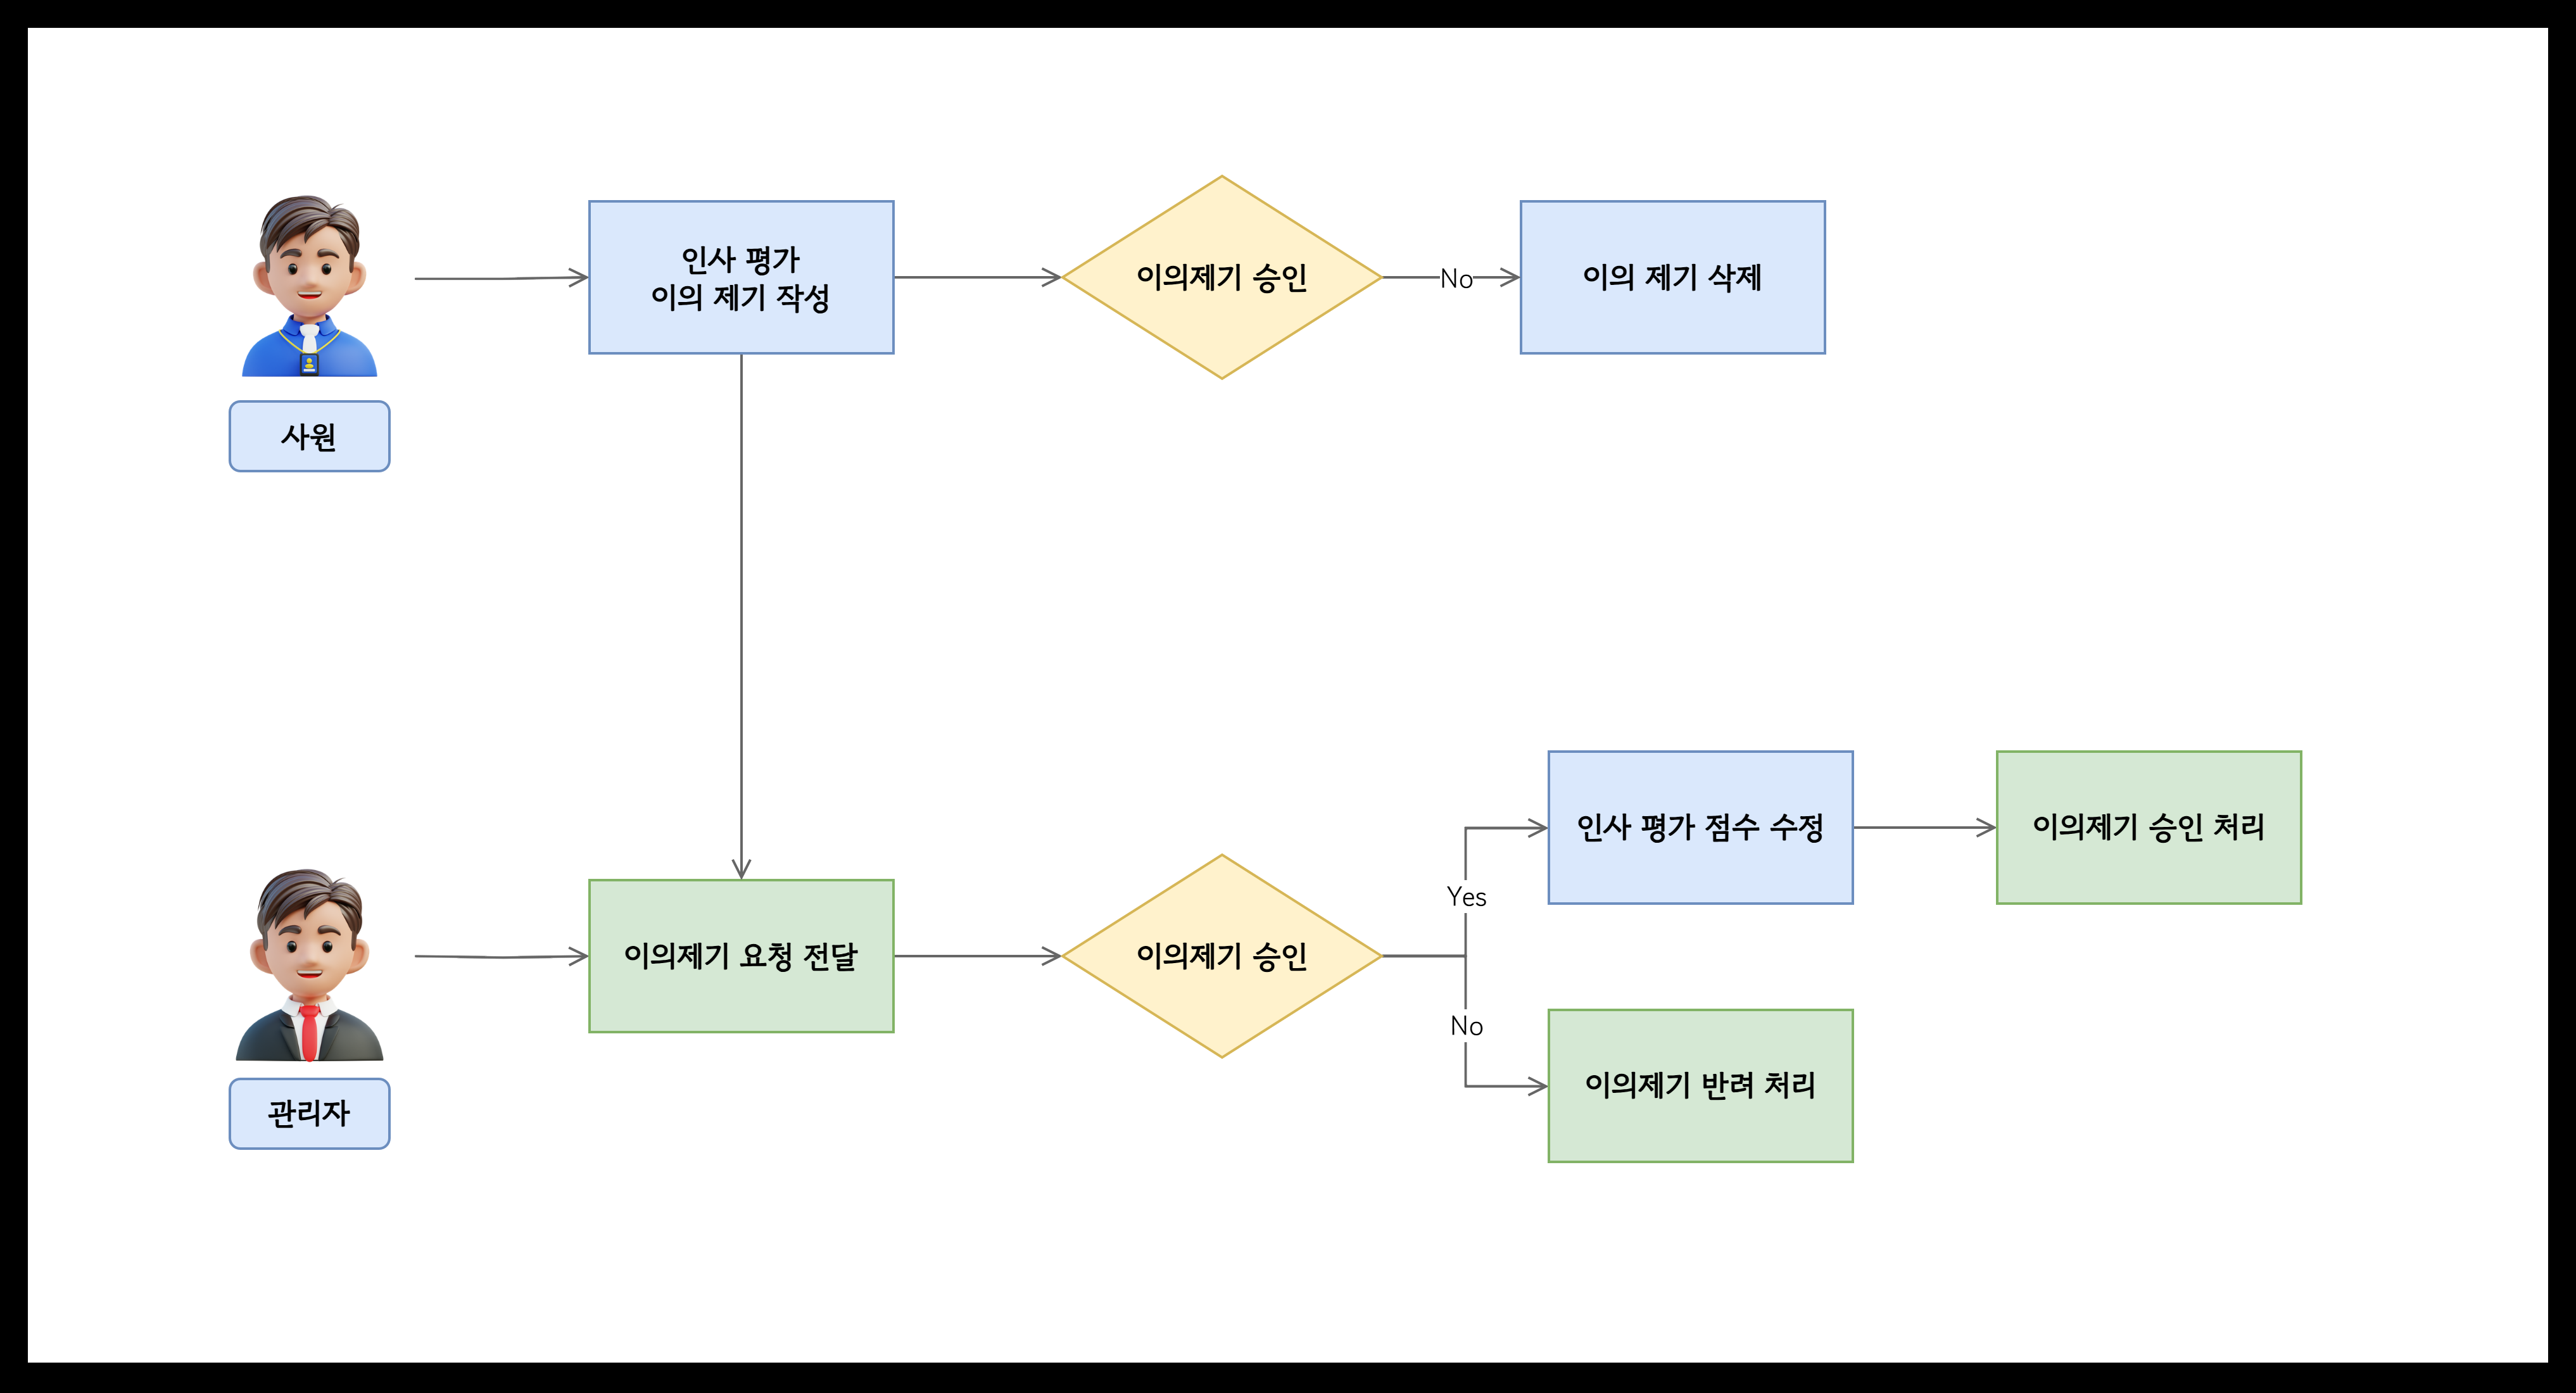 인사 평가
이의 제기 작성
이의제기 승인
No
이의 제기 삭제
사원
인사 평가 점수 수정
이의제기 승인 처리
Yes
이의제기 요청 전달
이의제기 승인
No
이의제기 반려 처리
관리자